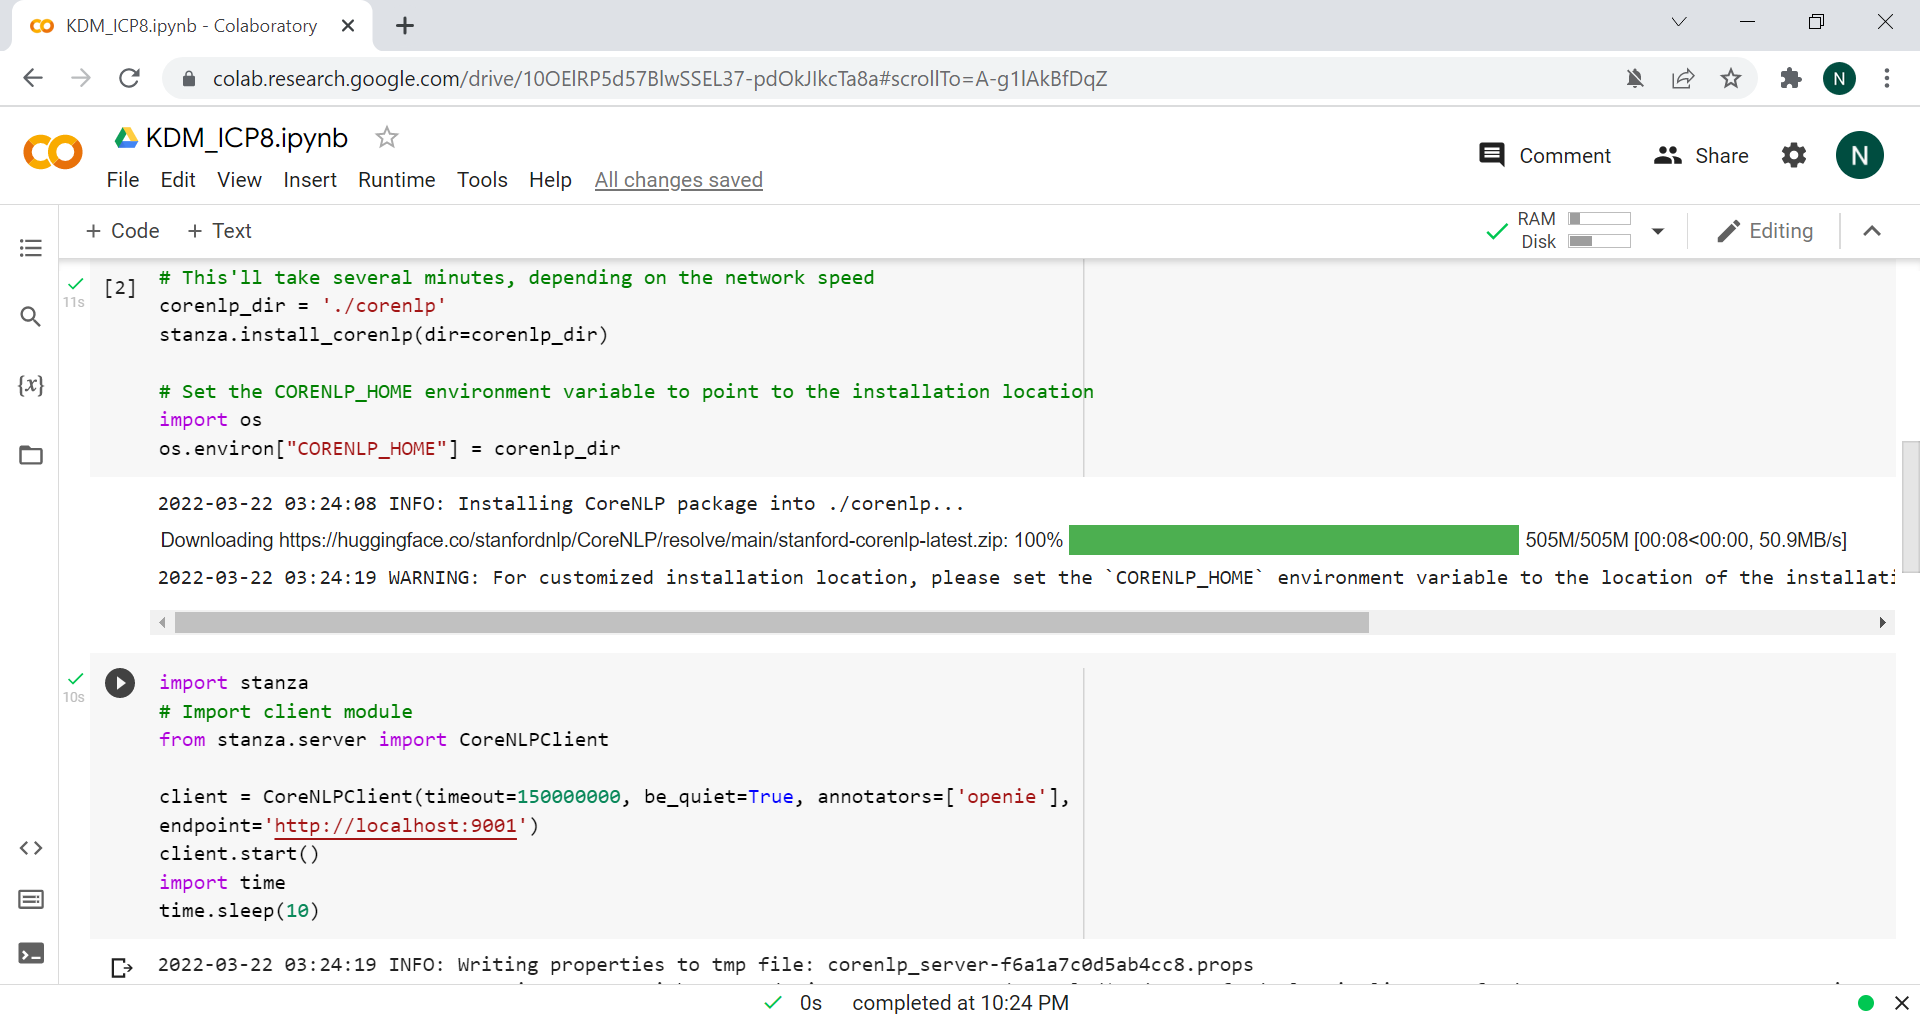 KDM_ICP8.ipynb - Colaboratory
colab.research.google.com/drive/10OElRP5d57BlwSSEL37-pdOkJIkcTa8a#scrollTo=A-g1lAkBfDqZ
N
KDM_ICP8.ipynb
Comment
Share
N
File Edit View Insert Runtime Tools Help All changes saved
+ Code + Text
RAM
Disk
Editing
11s
[2]
# This'll take several minutes, depending on the network speed
corenlp_dir = './corenlp'
stanza.install_corenlp(dir=corenlp_dir)
# Set the CORENLP_HOME environment variable to point to the installation location
import os
os.environ["CORENLP_HOME"] = corenlp_dir
2022-03-22 03:24:08 INFO: Installing CoreNLP package into ./corenlp...
Downloading https://huggingface.co/stanfordnlp/CoreNLP/resolve/main/stanford-corenlp-latest.zip: 100% 505M/505M [00:08<00:00, 50.9MB/s]
2022-03-22 03:24:19 WARNING: For customized installation location, please set the `CORENLP_HOME` environment variable to the location of the installati
10s
import stanza
# Import client module
from stanza.server import CoreNLPClient
client = CoreNLPClient(timeout=150000000, be_quiet=True, annotators=['openie'],
endpoint='http://localhost:9001')
client.start()
import time
time.sleep(10)
2022-03-22 03:24:19 INFO: Writing properties to tmp file: corenlp_server-f6a1a7c0d5ab4cc8.props
0s completed at 10:24 PM